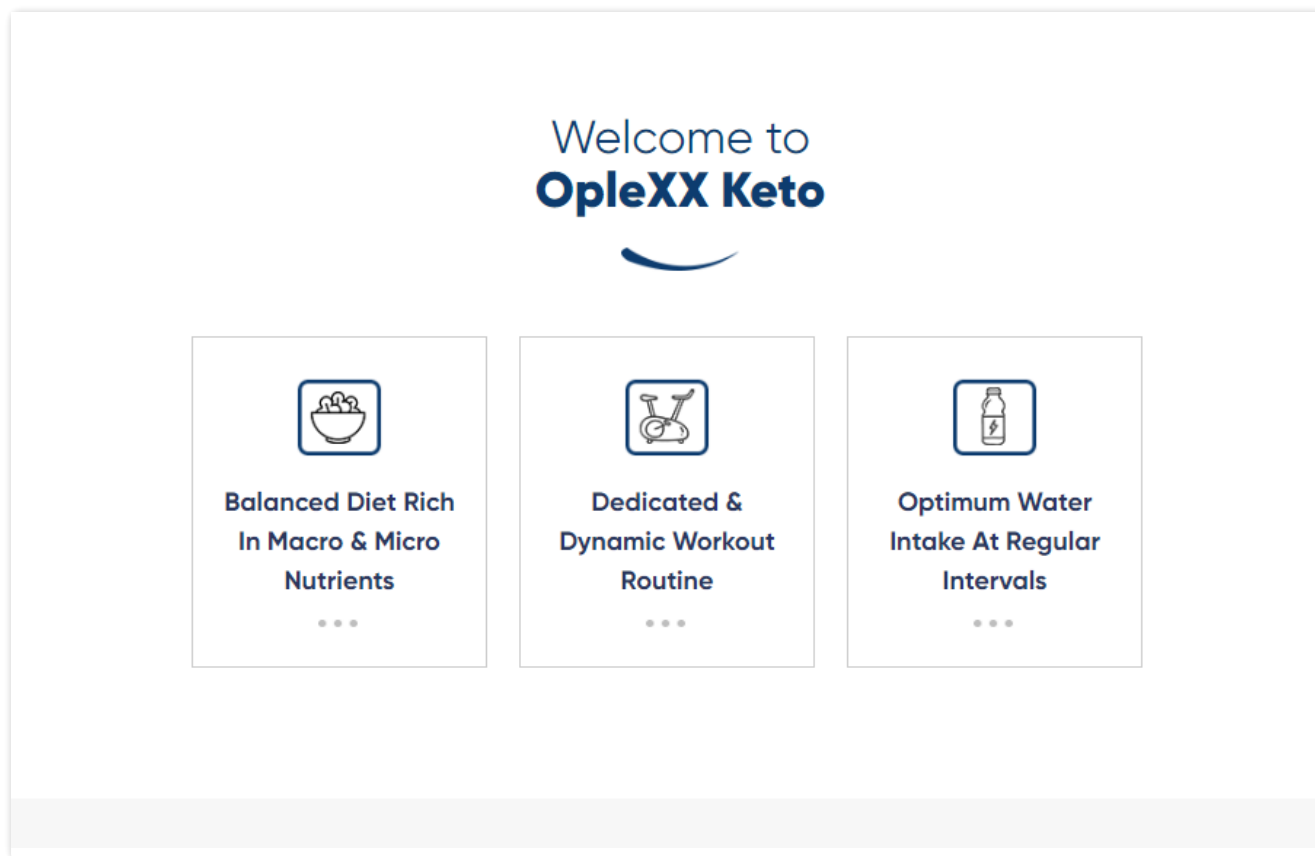 Welcome to
OpleXX Keto
Balanced Diet Rich
In Macro & Micro
Nutrients
Dedicated &
Dynamic Workout
Routine
Optimum Water
Intake At Regular
Intervals